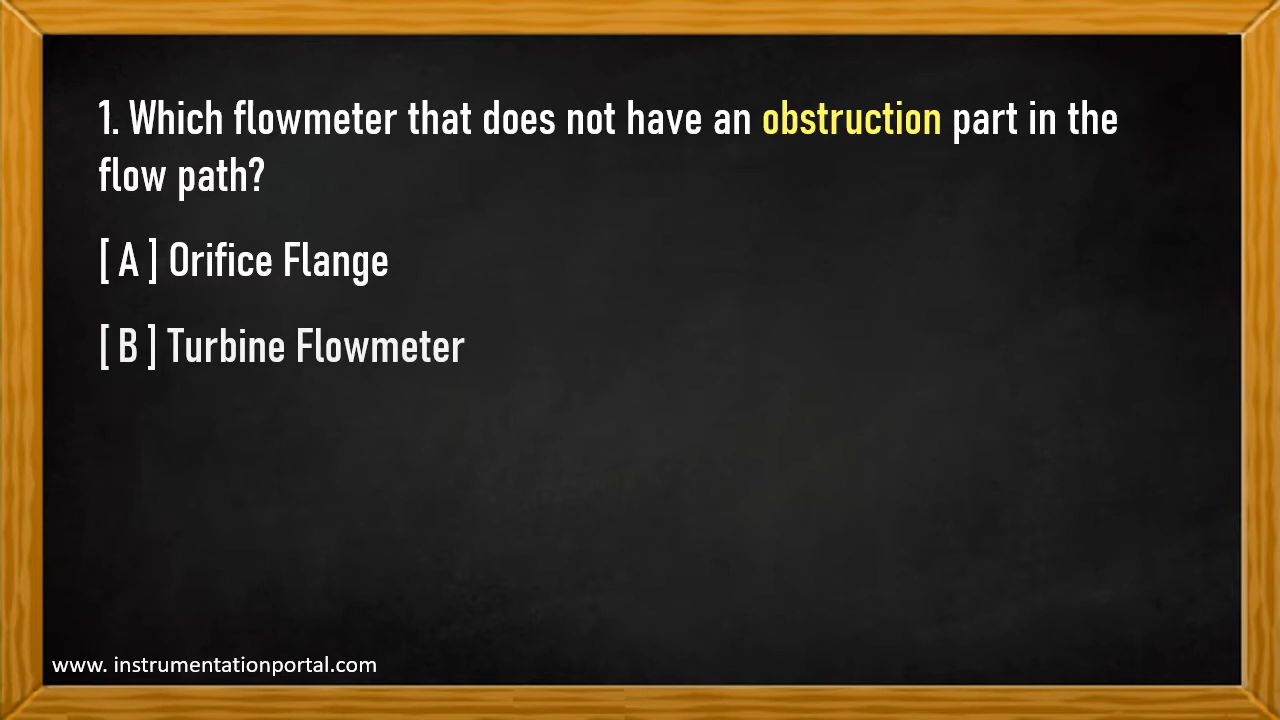 1. Which flowmeter that does not have an obstruction part in the
flow path?
[ A ] Orifice Flange
[ B ] Turbine Flowmeter
www. instrumentationportal.com